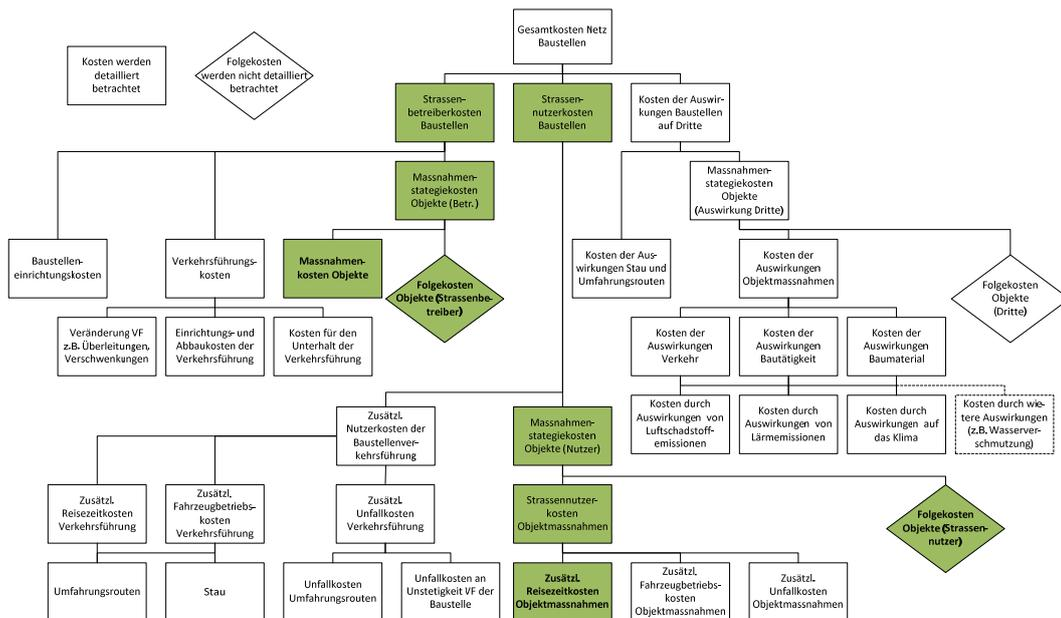 Gesamtkosten Netz
Baustellen
Kosten werden
detailliert
betrachtet
Folgekosten
werden nicht detailliert
betrachtet
Strassen-
betreiberkosten
Baustellen
Strassen-
nutzerkosten
Baustellen
Kosten der Auswir-
kungen Baustellen
auf Dritte
Massnahmen-
stategiekosten
Objekte (Betr.)
Massnahmen-
stategiekosten
Objekte
(Auswirkung Dritte)
Baustellen-
einrichtungskosten
Verkehrsführungs-
kosten
Massnahmen-
kosten Objekte
Folgekosten
Objekte (Strassenbe-
treiber)
Kosten der Aus-
wirkungen Stau und
Umfahrungsrouten
Kosten der
Auswirkungen
Objektmassnahmen
Folgekosten
Objekte
(Dritte)
Veränderung VF
z.B. Überleitungen,
Verschwenkungen
Einrichtungs- und
Abbaukosten der
Verkehrsführung
Kosten für den
Unterhalt der
Verkehrsführung
Kosten der
Auswirkungen
Verkehr
Kosten der
Auswirkungen
Bautätigkeit
Kosten der
Auswirkungen
Baumaterial
Kosten durch
Auswirkungen von
Luftschadstoff-
emissionen
Kosten durch
Auswirkungen von
Lärmemissionen
Kosten durch
Auswirkungen auf
das Klima
Kosten durch wie-
tere Auswirkungen
(z.B. Wasserver-
schmutzung)
Zusätzl.
Nutzerkosten der
Baustellenver-
kehrsführung
Massnahmen-
stategiekosten
Objekte (Nutzer)
Zusätzl.
Reisezeitkosten
Verkehrsführung
Zusätzl.
Fahrzeugbetriebs-
kosten
Verkehrsführung
Zusätzl.
Unfallkosten
Verkehrsführung
Strassennutzer-
kosten
Objektmassnahmen
Folgekosten
Objekte (Strassen-
nutzer)
Umfahrungsrouten
Stau
Unfallkosten
Umfahrungsrouten
Unfallkosten an
Unstetigkeit VF der
Baustelle
Zusätzl.
Reisezeitkosten
Objektmassnahmen
Zusätzl.
Fahrzeugbetriebs-
kosten
Objektmassnahmen
Zusätzl.
Unfallkosten
Objektmassnahmen